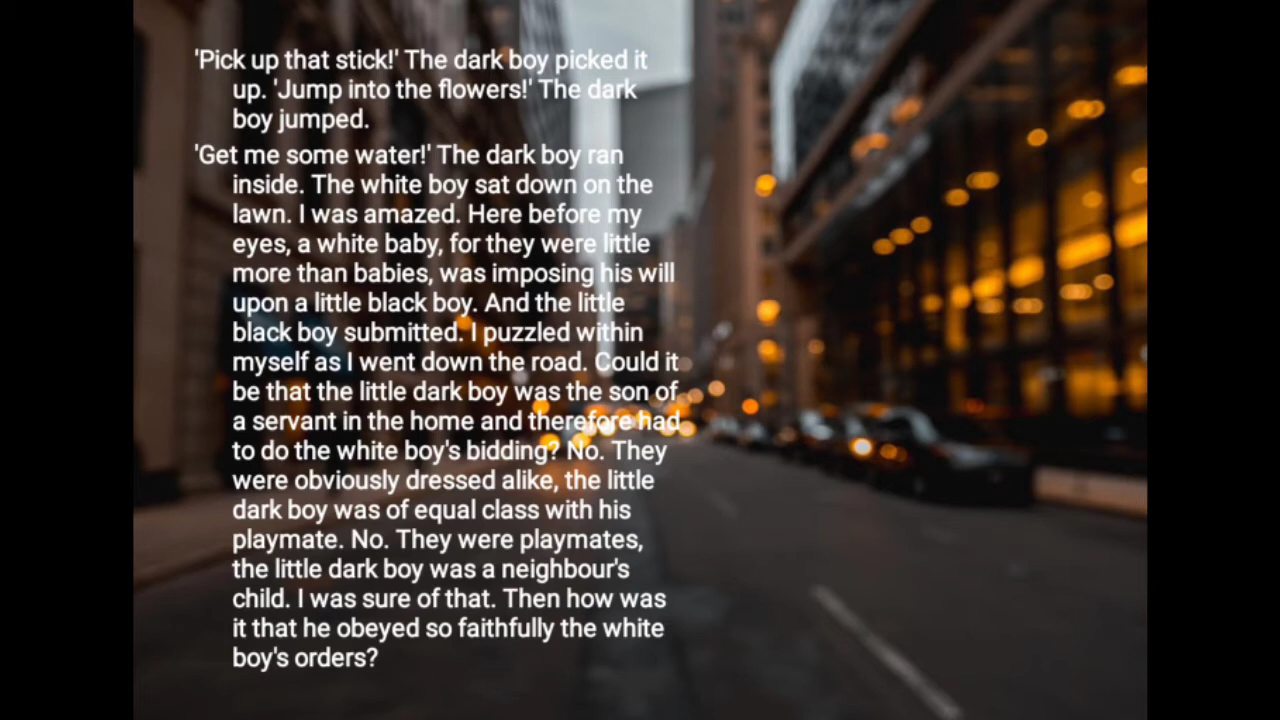 'Pick up that stick!' The dark boy picked it
up. 'Jump into the flowers!' The dark
boy jumped.
'Get me some water!' The dark boy ran
inside. The white boy sat down on the
lawn. I was amazed. Here before my
eyes, a white baby, for they were little
more than babies, was imposing his will
upon a little black boy. And the little
black boy submitted. I puzzled within
myself as I went down the road. Could it
be that the little dark boy was the son of
a servant in the home and therefore had
to do the white boy's bidding? No. They
were obviously dressed alike, the little
dark boy was of equal class with his
playmate. No. They were playmates,
the little dark boy was a neighbour's
child. I was sure of that. Then how was
it that he obeyed so faithfully the white
boy's orders?